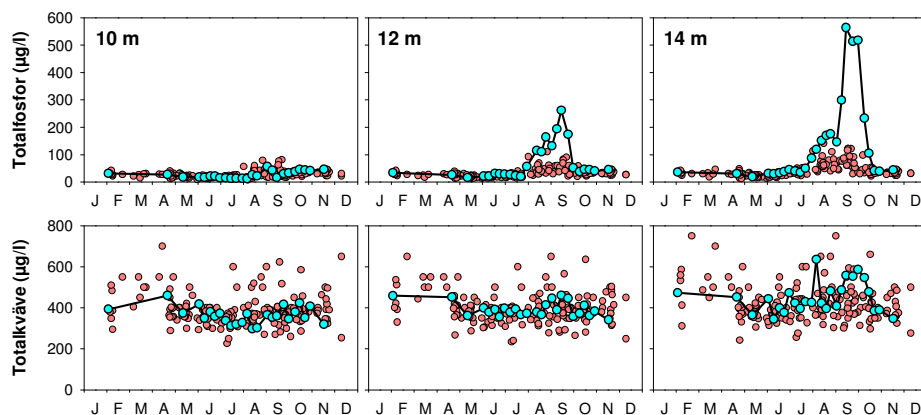 Totalfosfor (µg/l)
600
500
400
300
200
100
0
10 m
12 m
14 m
J F M A M J J A S O N D
J F M A M J J A S O N D
J F M A M J J A S O N D
Totalkväve (µg/l)
800
600
400
200
0
J F M A M J J A S O N D
J F M A M J J A S O N D
J F M A M J J A S O N D